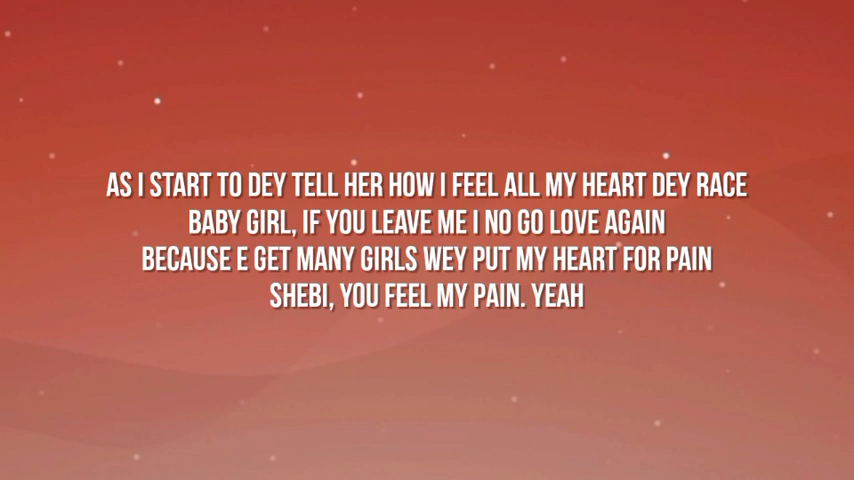 AS I START TO DEY TELL HER HOW I FEEL ALL MY HEART DEY RACE
BABY GIRL, IF YOU LEAVE ME I NO GO LOVE AGAIN
BECAUSE E GET MANY GIRLS WEY PUT MY HEART FOR PAIN
SHEBI, YOU FEEL MY PAIN. YEAH